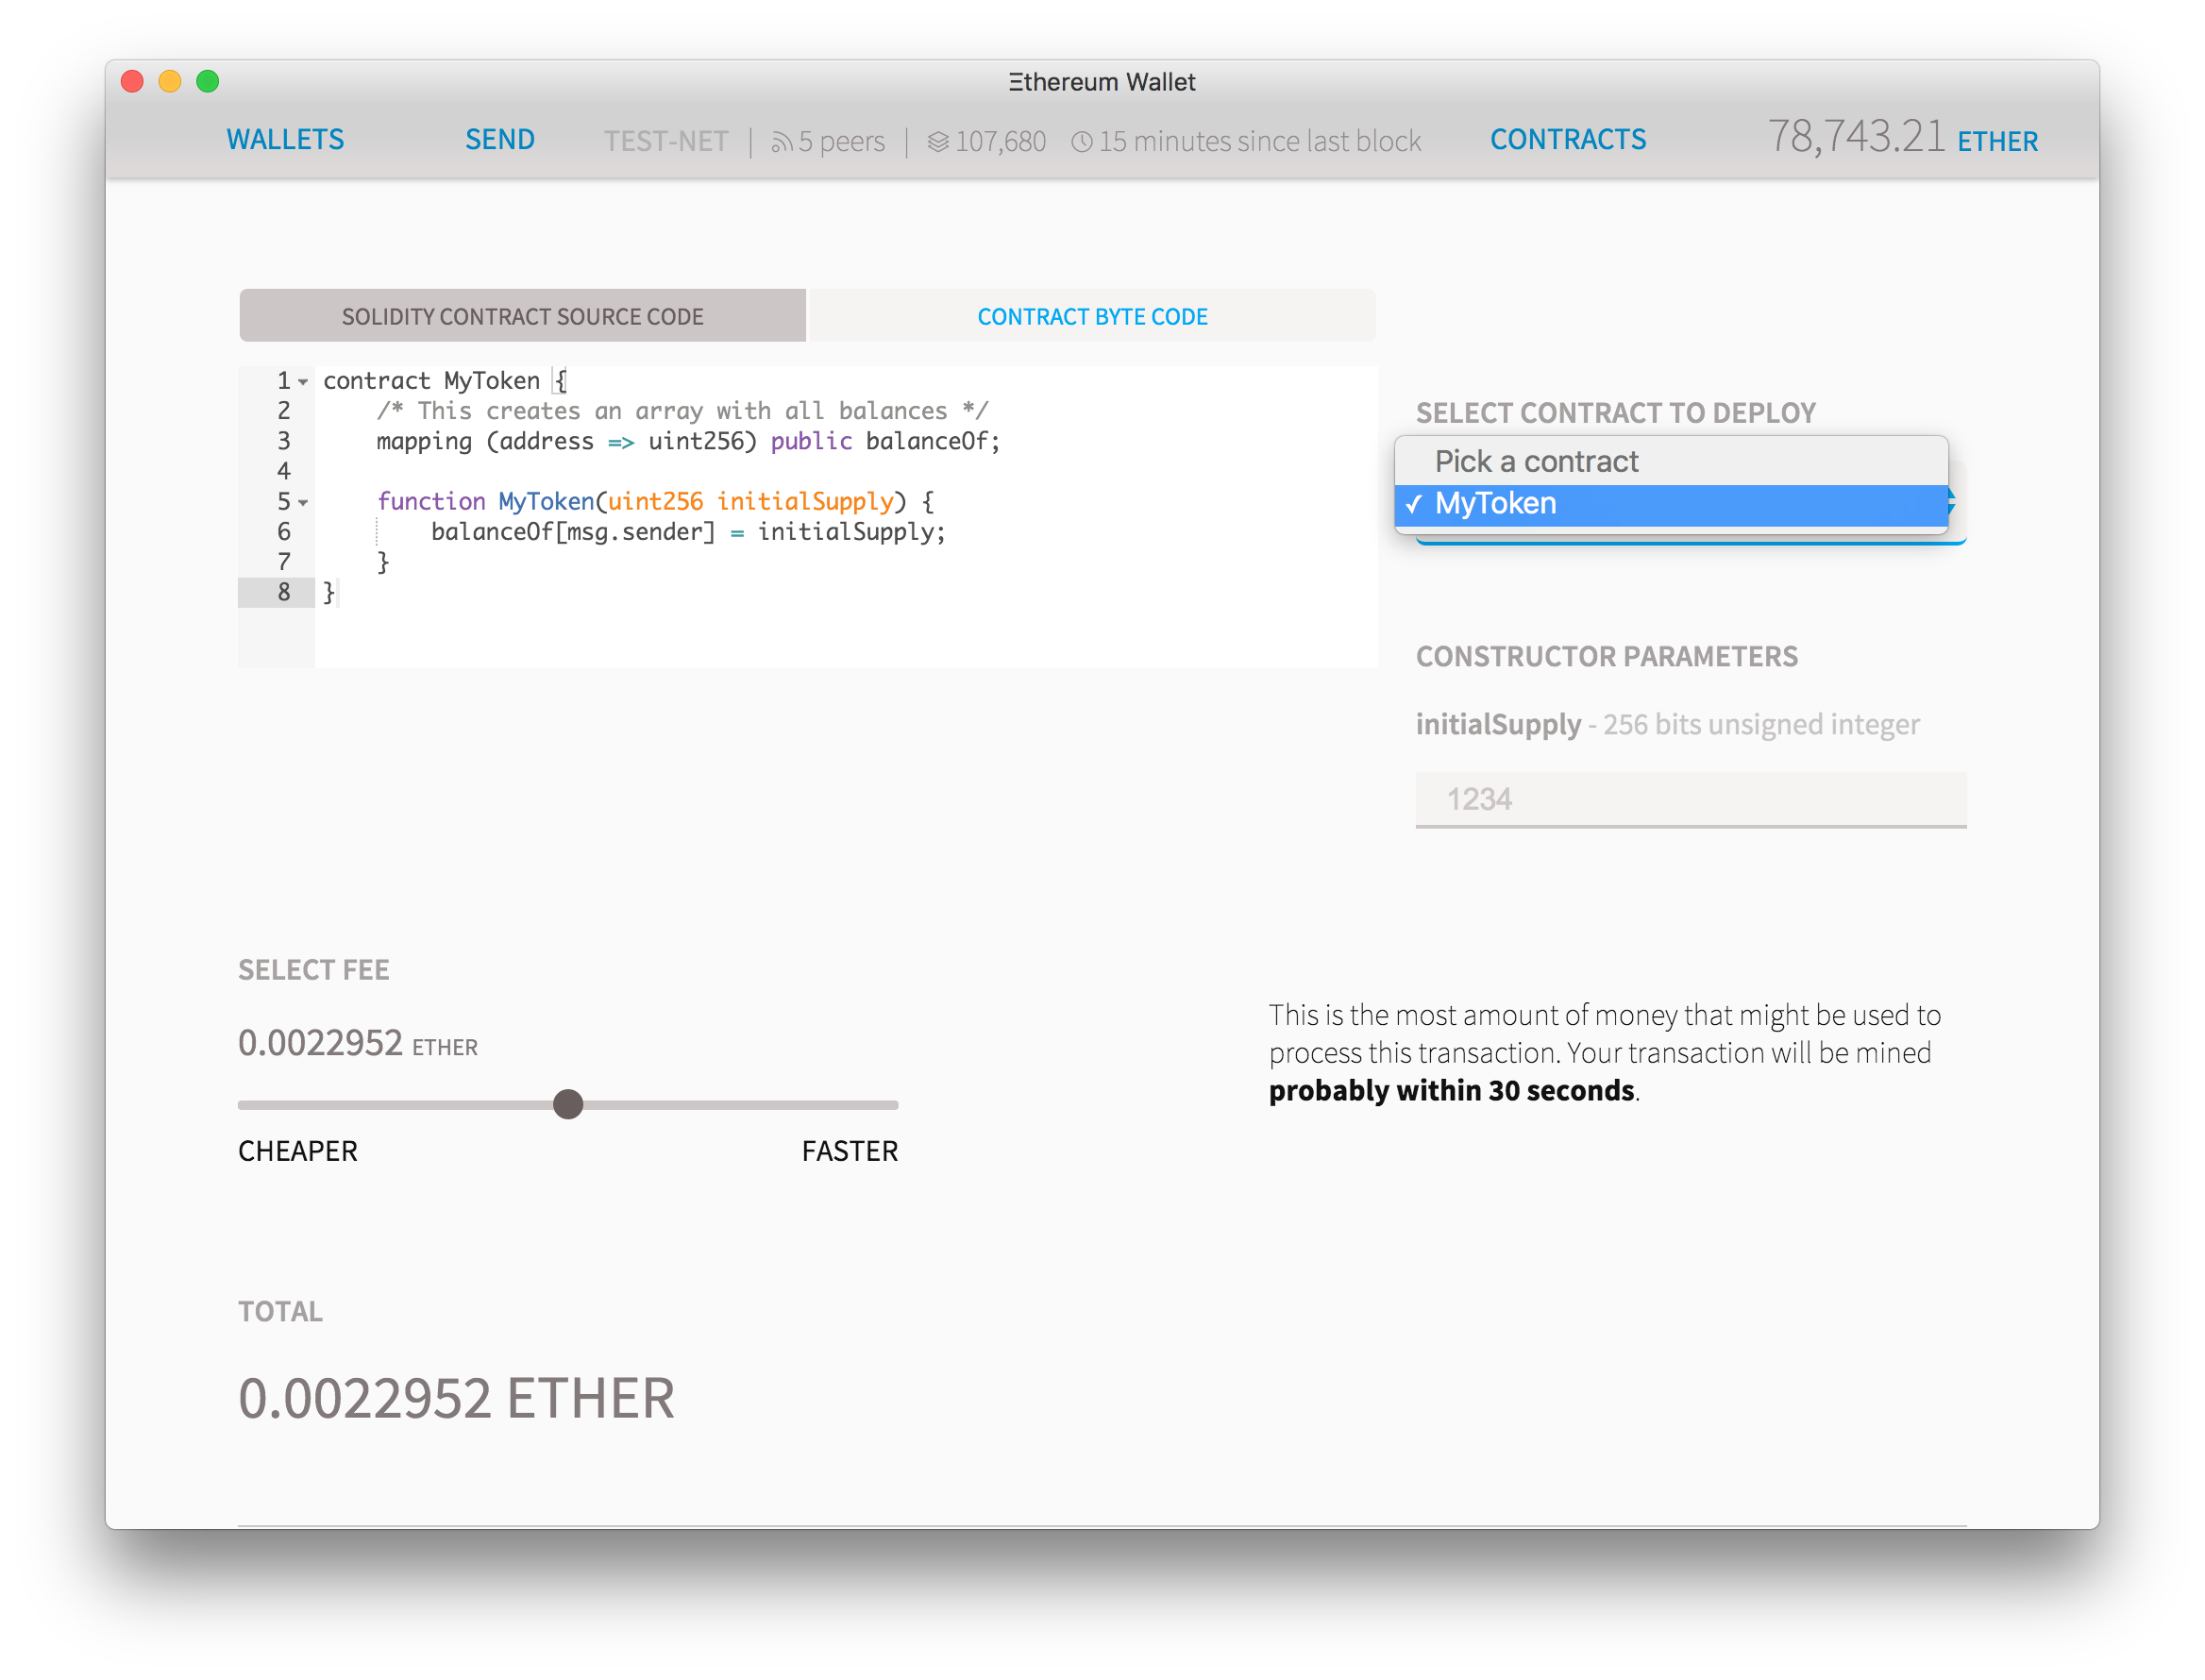 Ξthereum Wallet
WALLETS SEND TEST-NET | 5 peers | 107,680 15 minutes since last block CONTRACTS 78,743.21 ETHER
SOLIDITY CONTRACT SOURCE CODE CONTRACT BYTE CODE
1 contract MyToken {
2     /* This creates an array with all balances */
3     mapping (address => uint256) public balanceOf;
4
5     function MyToken(uint256 initialSupply) {
6         balanceOf[msg.sender] = initialSupply;
7     }
8 }
SELECT CONTRACT TO DEPLOY
Pick a contract
✓ MyToken
CONSTRUCTOR PARAMETERS
initialSupply - 256 bits unsigned integer
1234
SELECT FEE
0.0022952 ETHER
CHEAPER FASTER
This is the most amount of money that might be used to
process this transaction. Your transaction will be mined
probably within 30 seconds.
TOTAL
0.0022952 ETHER